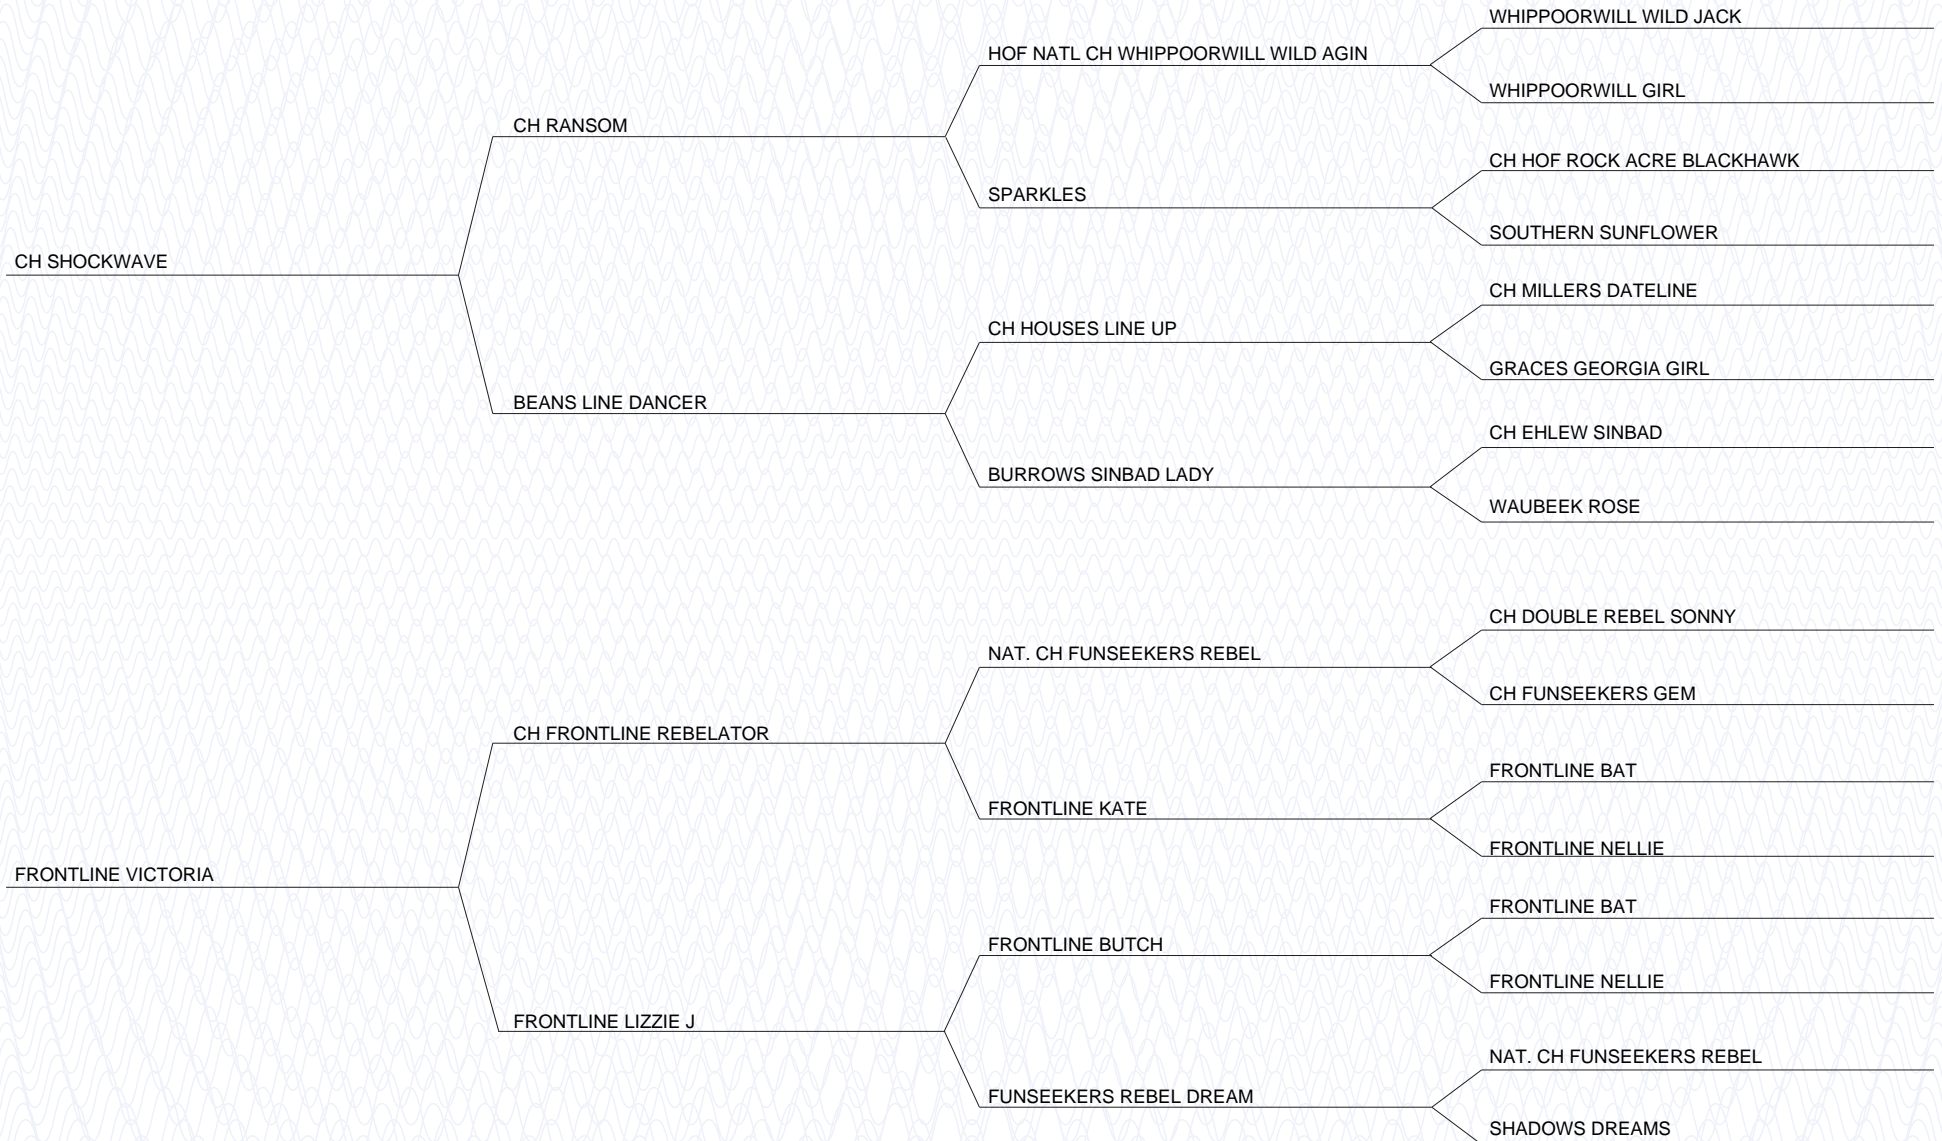 WHIPPOORWILL WILD JACK
HOF NATL CH WHIPPOORWILL WILD AGIN
WHIPPOORWILL GIRL
CH RANSOM
CH HOF ROCK ACRE BLACKHAWK
SPARKLES
SOUTHERN SUNFLOWER
CH SHOCKWAVE
CH MILLERS DATELINE
CH HOUSES LINE UP
GRACES GEORGIA GIRL
BEANS LINE DANCER
CH EHLEW SINBAD
BURROWS SINBAD LADY
WAUBEEK ROSE
CH DOUBLE REBEL SONNY
NAT. CH FUNSEEKERS REBEL
CH FUNSEEKERS GEM
CH FRONTLINE REBELATOR
FRONTLINE BAT
FRONTLINE KATE
FRONTLINE NELLIE
FRONTLINE VICTORIA
FRONTLINE BAT
FRONTLINE BUTCH
FRONTLINE NELLIE
FRONTLINE LIZZIE J
NAT. CH FUNSEEKERS REBEL
FUNSEEKERS REBEL DREAM
SHADOWS DREAMS